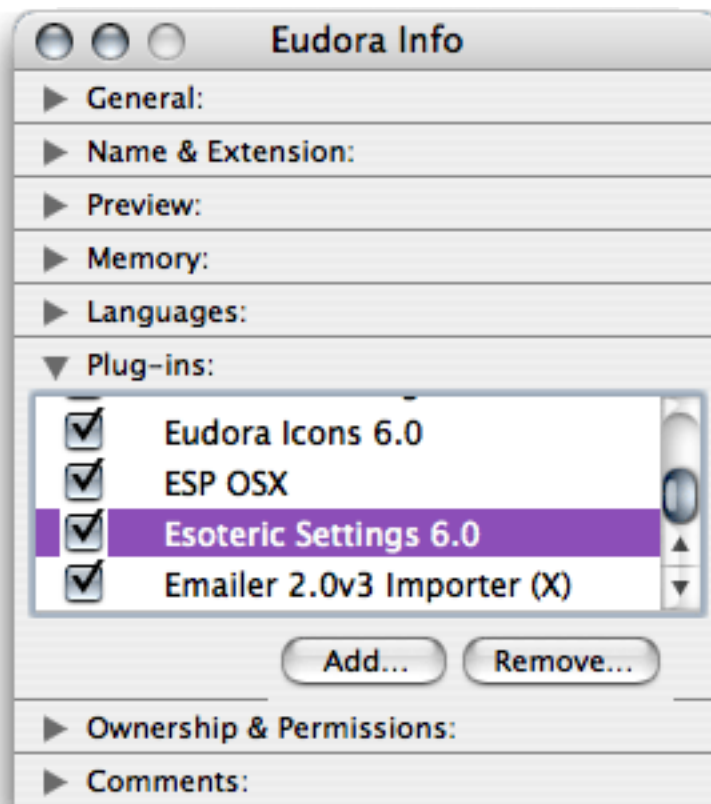 Eudora Info
General:
Name & Extension:
Preview:
Memory:
Languages:
Plug-ins:
Eudora Icons 6.0
ESP OSX
Esoteric Settings 6.0
Emailer 2.0v3 Importer (X)
Add... Remove...
Ownership & Permissions:
Comments: